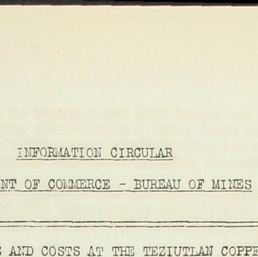 INFORMATION CIRCULAR
NT OF COMMERCE - BUREAU OF MINES
S AND COSTS AT THE TEZIUTLAN COPPE